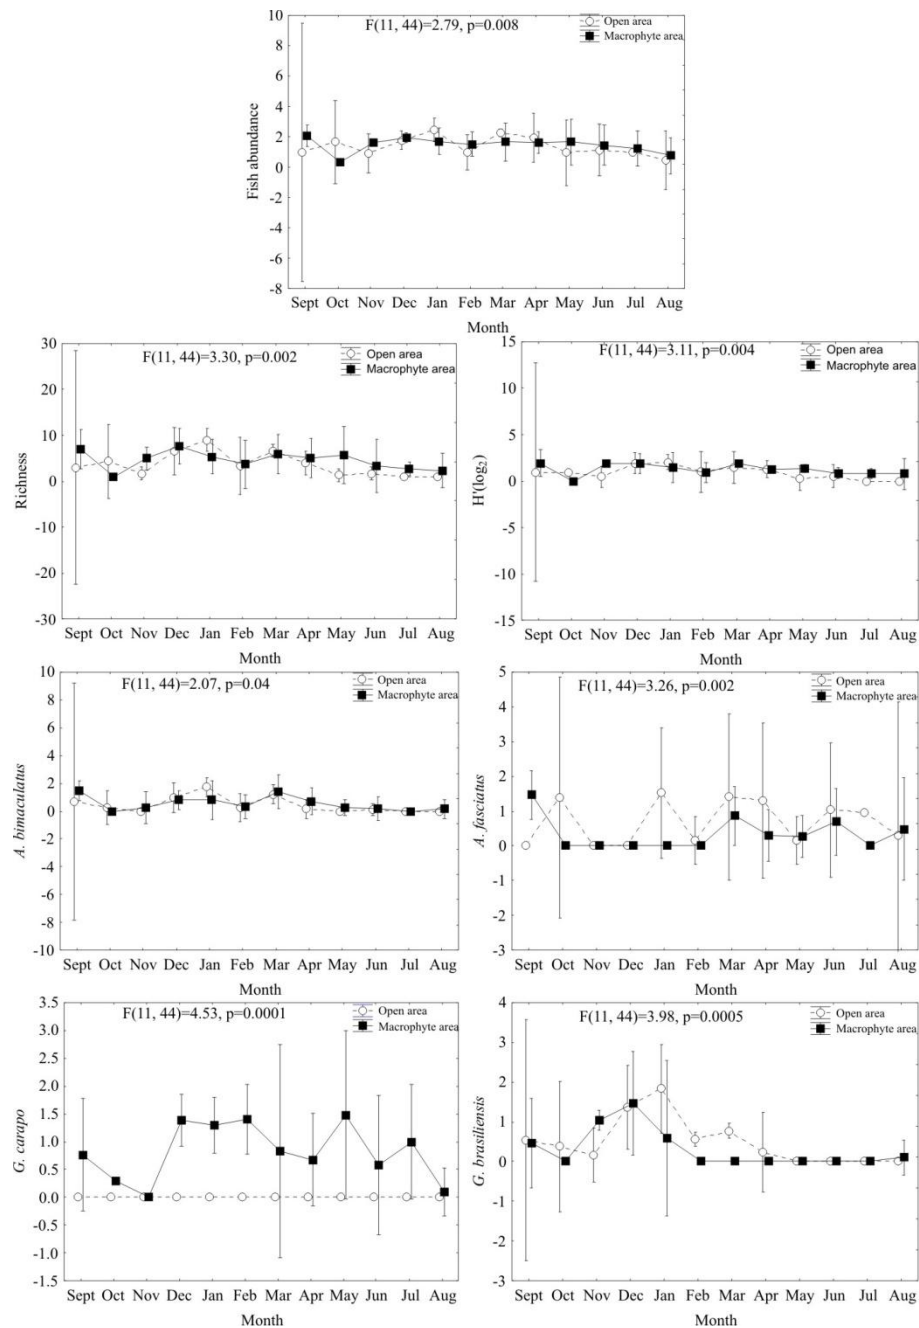 F(11, 44)=2.79, p=0.008
Open area
Macrophyte area
Fish abundance
10
8
6
4
2
0
-2
-4
-6
-8
Sept Oct Nov Dec Jan Feb Mar Apr May Jun Jul Aug
Month
F(11, 44)=3.30, p=0.002
Open area
Macrophyte area
Richness
30
20
10
0
-10
-20
-30
Sept Oct Nov Dec Jan Feb Mar Apr May Jun Jul Aug
Month
F(11, 44)=3.11, p=0.004
Open area
Macrophyte area
H'(log₂)
15
10
5
0
-5
-10
-15
Sept Oct Nov Dec Jan Feb Mar Apr May Jun Jul Aug
Month
F(11, 44)=2.07, p=0.04
Open area
Macrophyte area
A. bimaculatus
10
8
6
4
2
0
-2
-4
-6
-8
-10
Sept Oct Nov Dec Jan Feb Mar Apr May Jun Jul Aug
Month
F(11, 44)=3.26, p=0.002
Open area
Macrophyte area
A. fasciatus
5
4
3
2
1
0
-1
-2
-3
Sept Oct Nov Dec Jan Feb Mar Apr May Jun Jul Aug
Month
F(11, 44)=4.53, p=0.0001
Open area
Macrophyte area
G. carapo
3.5
3.0
2.5
2.0
1.5
1.0
0.5
0.0
-0.5
-1.0
-1.5
Sept Oct Nov Dec Jan Feb Mar Apr May Jun Jul Aug
Month
F(11, 44)=3.98, p=0.0005
Open area
Macrophyte area
G. brasiliensis
4
3
2
1
0
-1
-2
-3
Sept Oct Nov Dec Jan Feb Mar Apr May Jun Jul Aug
Month